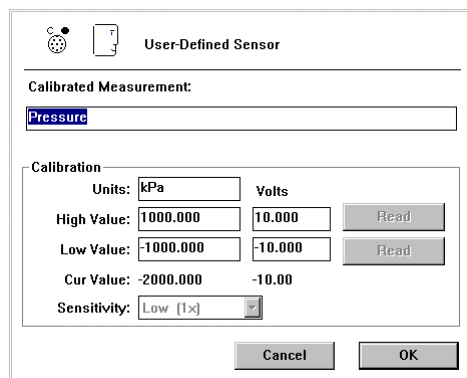 C T
User-Defined Sensor
Calibrated Measurement:
Pressure
Calibration
Units: kPa Volts
High Value: 1000.000 10.000 Read
Low Value: -1000.000 -10.000 Read
Cur Value: -2000.000 -10.00
Sensitivity: Low (1x)
Cancel OK